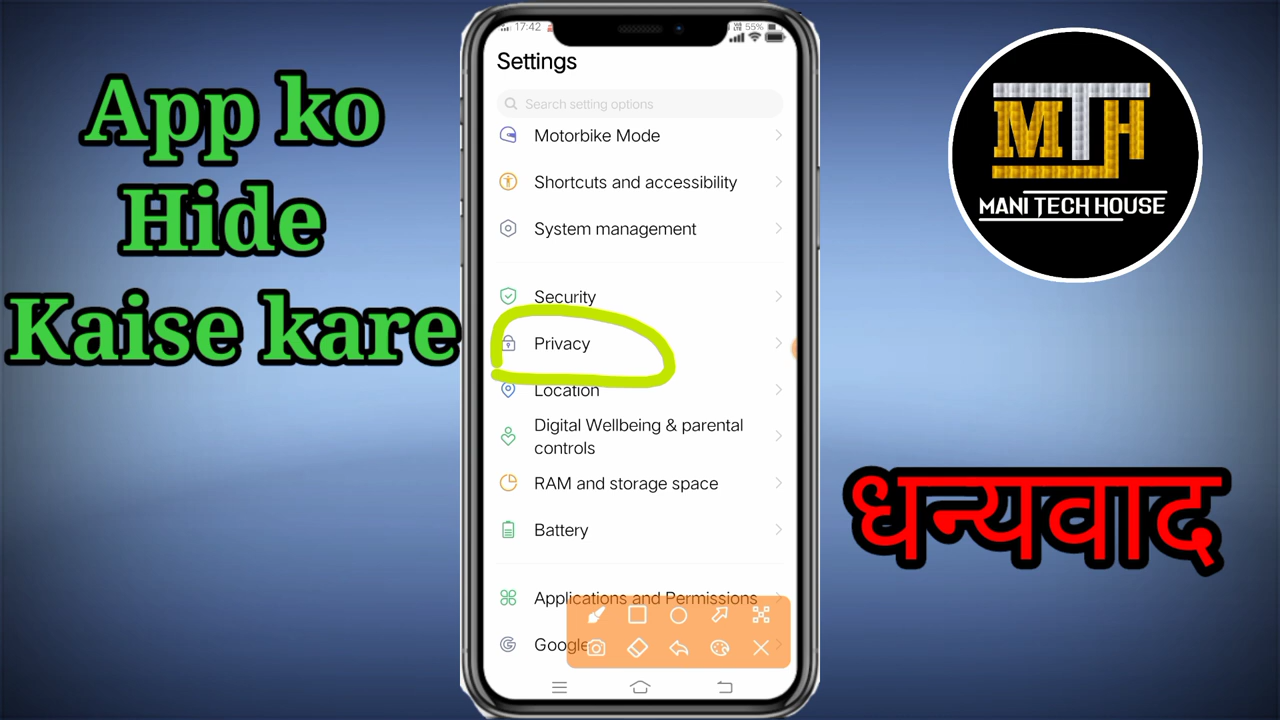 App ko
Hide
Kaise kare
17:42
55%
Settings
Search setting options
Motorbike Mode
Shortcuts and accessibility
System management
Security
Privacy
Location
Digital Wellbeing & parental
controls
RAM and storage space
Battery
Applications and Permissions
Google
MTH
MANI TECH HOUSE
धन्यवाद